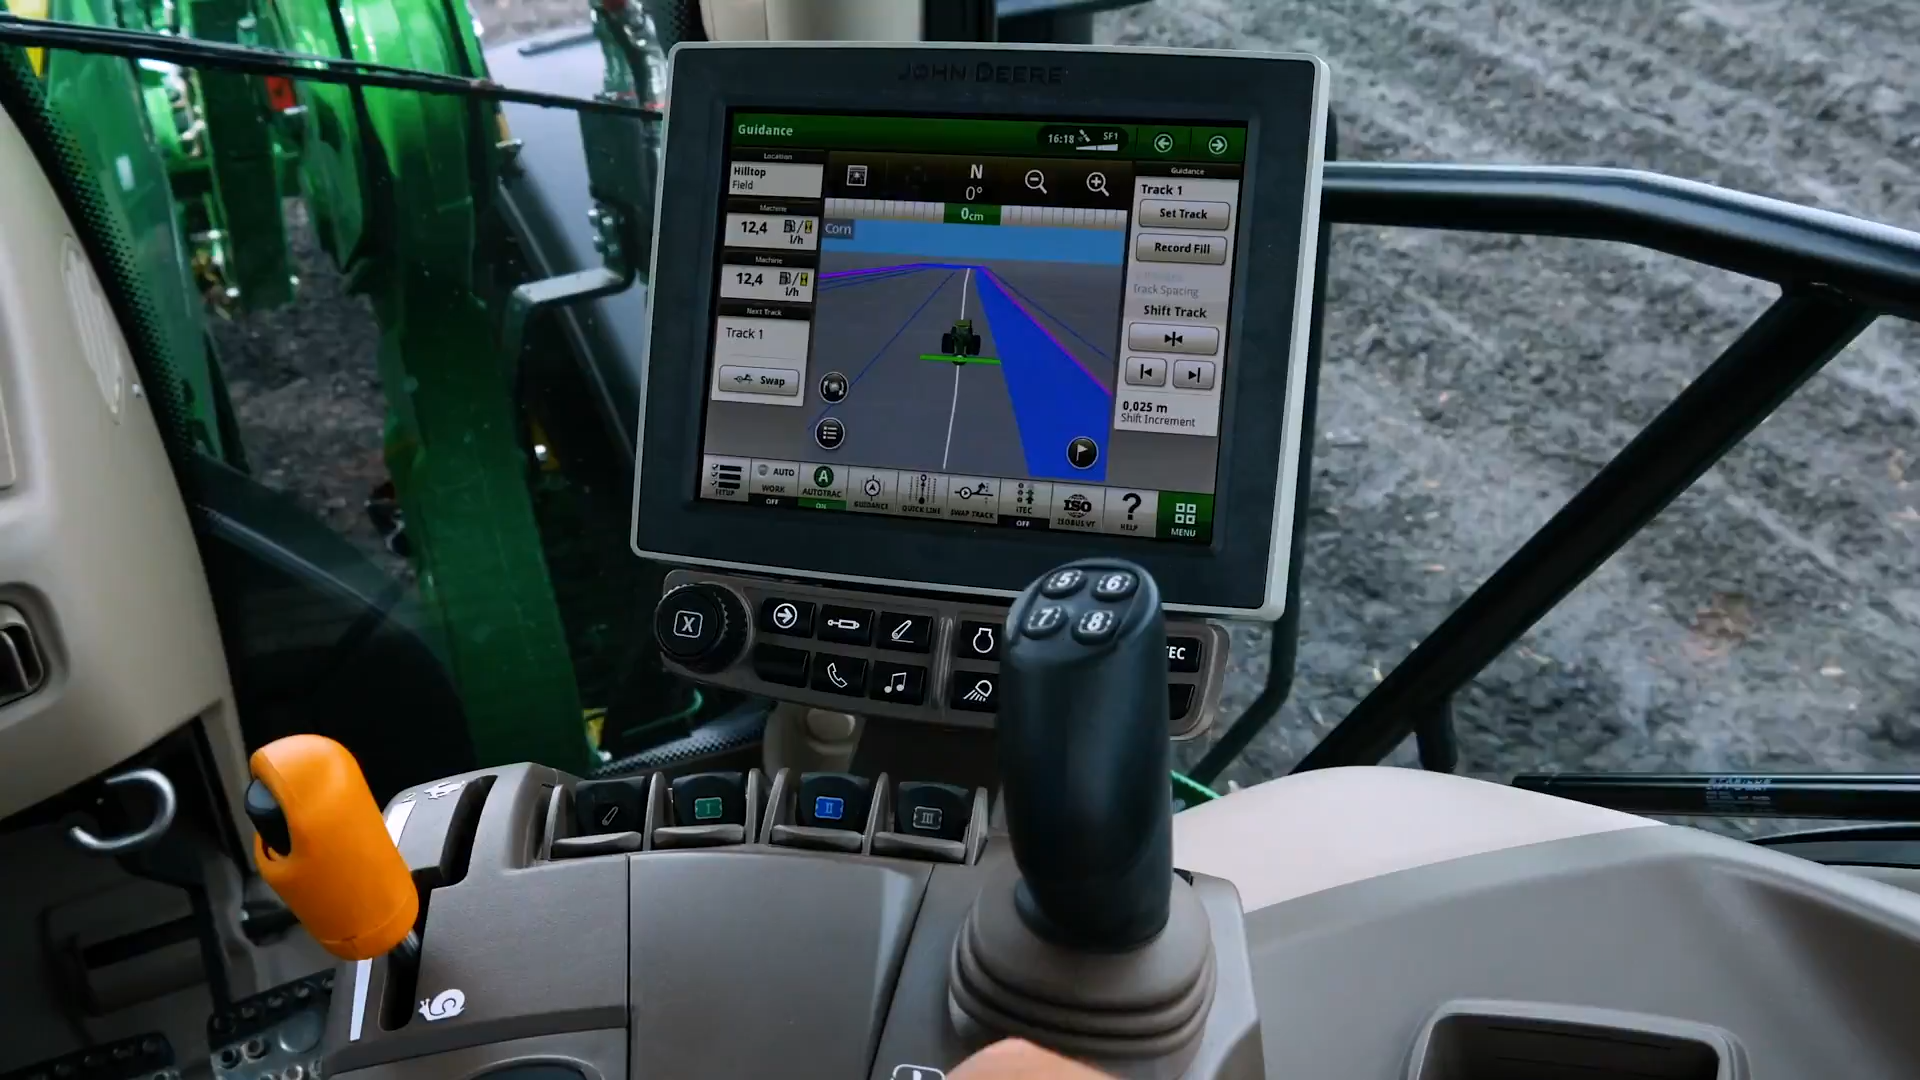 JOHN DEERE
Guidance
16:18
SF1
Location
Hilltop
Field
Machine
12,4
l/h
Machine
12,4
l/h
Next Track
Track 1
Swap
N
0°
0cm
Corn
Guidance
Track 1
Set Track
Record Fill
Track Spacing
Shift Track
0,025 m
Shift Increment
SETUP
AUTO
WORK
OFF
A
AUTOTRAC
ON
GUIDANCE
QUICK LINE
SWAP TRACK
iTEC
OFF
ISO
ISOBUS VT
?
HELP
MENU
5 6
7 8
X
TEC
I
II
III